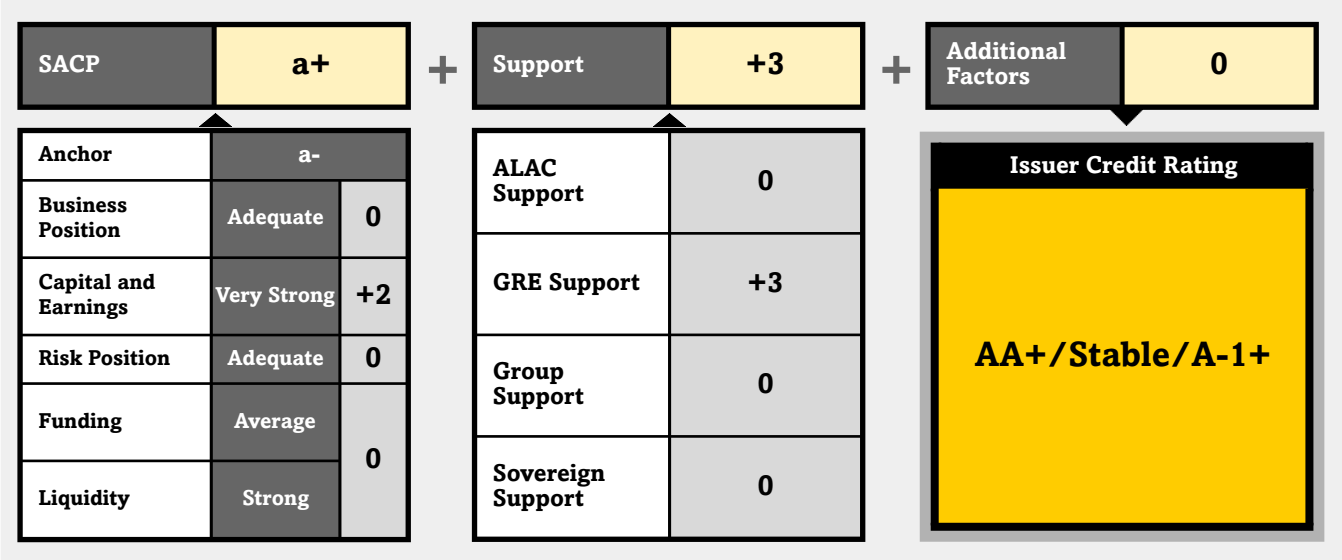 SACP
a+
+
Support
+3
+
Additional
Factors
0
Anchor
a-
Business
Position
Adequate
0
Capital and
Earnings
Very Strong
+2
Risk Position
Adequate
0
Funding
Average
Liquidity
Strong
0
ALAC
Support
0
GRE Support
+3
Group
Support
0
Sovereign
Support
0
Issuer Credit Rating
AA+/Stable/A-1+